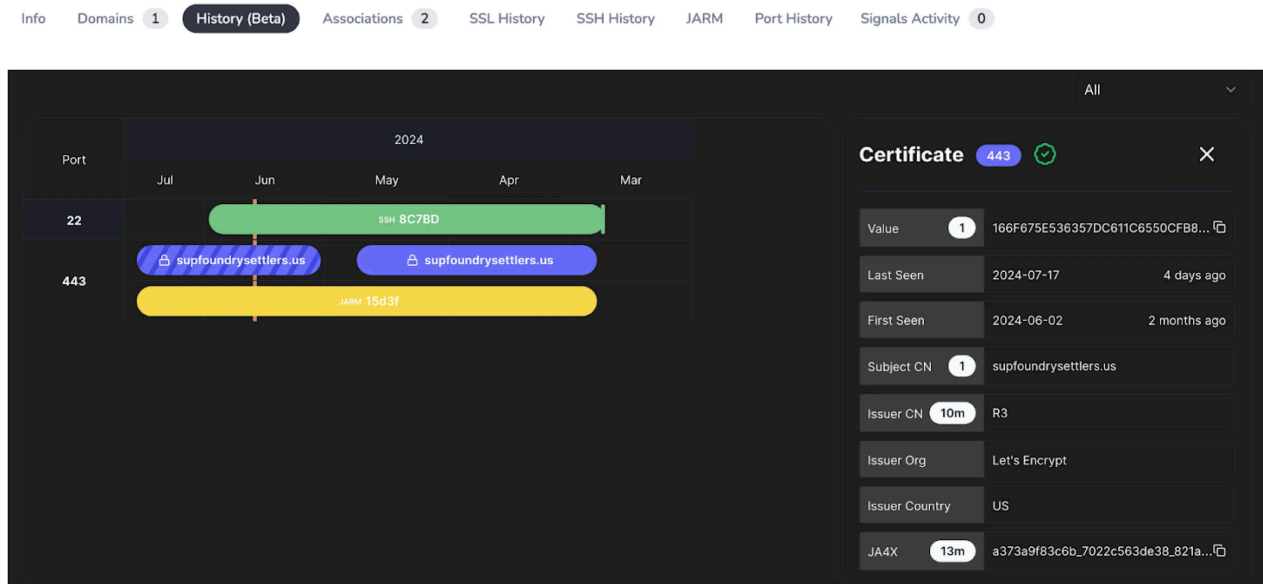 Info Domains 1 History (Beta) Associations 2 SSL History SSH History JARM Port History Signals Activity 0
All
Port
2024
Jul Jun May Apr Mar
22
SSH 8C7BD
443
supfoundrysettlers.us supfoundrysettlers.us
JARM 15d3f
Certificate 443
Value 1 166F675E536357DC611C6550CFB8...
Last Seen 2024-07-17 4 days ago
First Seen 2024-06-02 2 months ago
Subject CN 1 supfoundrysettlers.us
Issuer CN 10m R3
Issuer Org Let's Encrypt
Issuer Country US
JA4X 13m a373a9f83c6b_7022c563de38_821a...